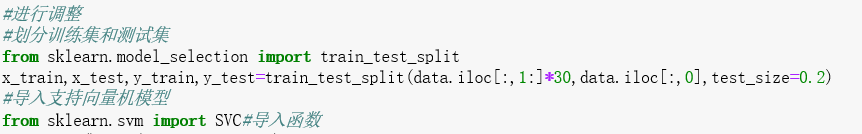 #进行调整
#划分训练集和测试集
from sklearn.model_selection import train_test_split
x_train,x_test,y_train,y_test=train_test_split(data.iloc[:,1:]*30,data.iloc[:,0],test_size=0.2)
#导入支持向量机模型
from sklearn.svm import SVC#导入函数